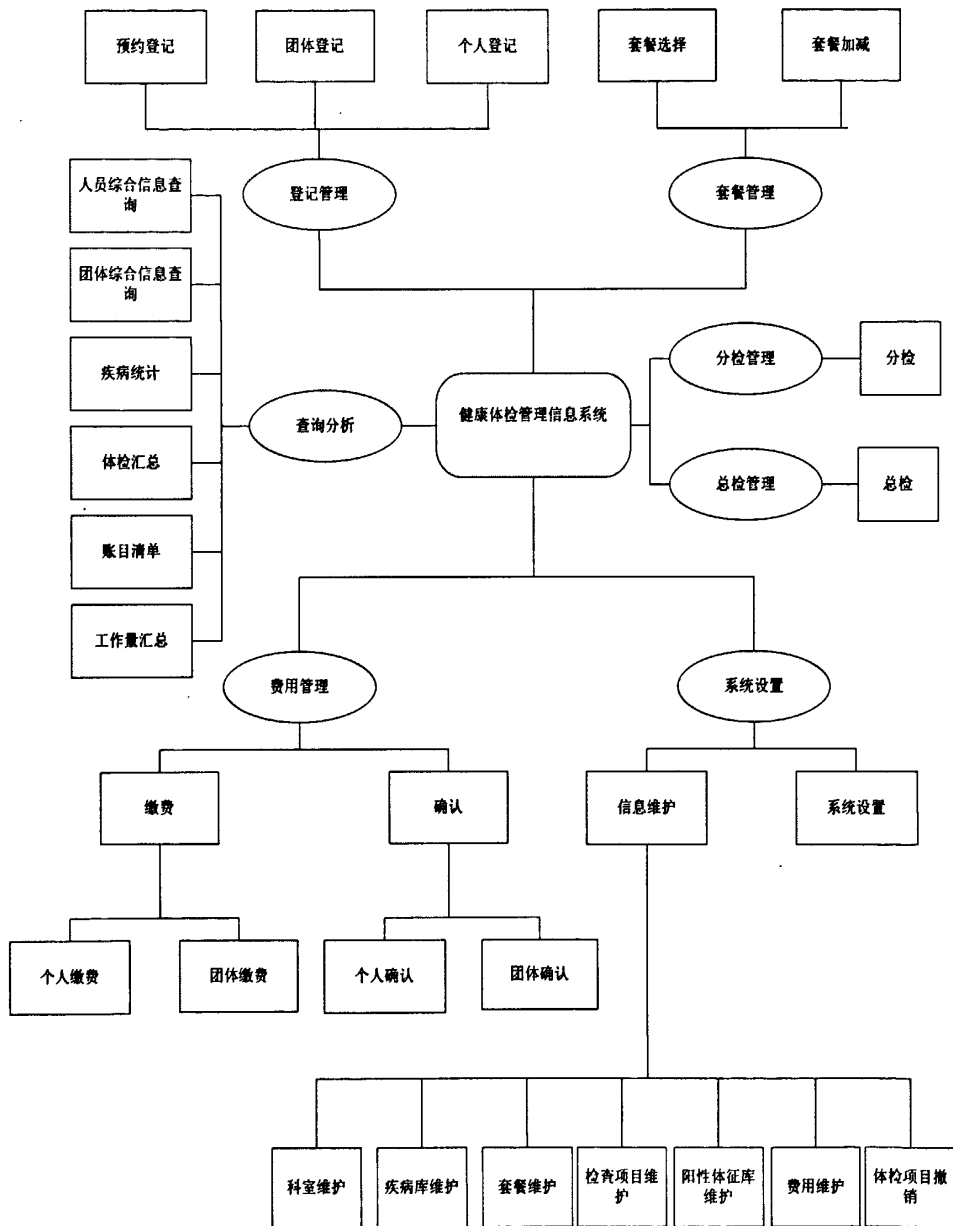 预约登记
团体登记
个人登记
套餐选择
套餐加减
登记管理
套餐管理
人员综合信息查
询
团体综合信息查
询
疾病统计
体检汇总
账目清单
工作量汇总
查询分析
健康体检管理信息系统
分检管理
分检
总检管理
总检
费用管理
系统设置
缴费
确认
信息维护
系统设置
个人缴费
团体缴费
个人确认
团体确认
科室维护
疾病库维护
套餐维护
检查项目维
护
阳性体征库
维护
费用维护
体检项目撤
销